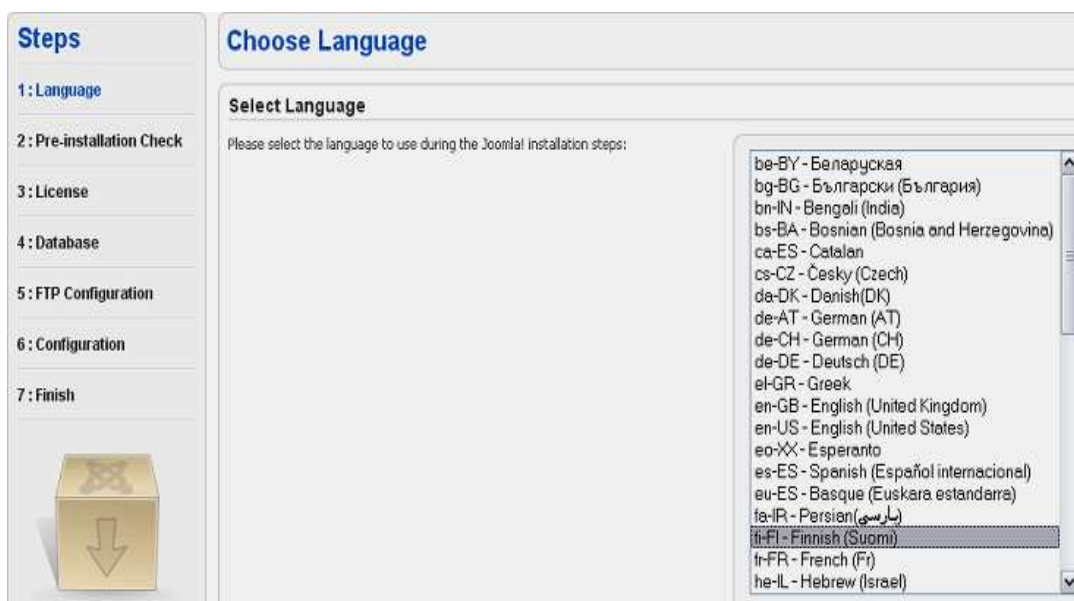 Steps
1 : Language
2 : Pre-installation Check
3 : License
4 : Database
5 : FTP Configuration
6 : Configuration
7 : Finish
Choose Language
Select Language
Please select the language to use during the Joomla! installation steps:
be-BY - Беларуская
bg-BG - Български (България)
bn-IN - Bengali (India)
bs-BA - Bosnian (Bosnia and Herzegovina)
ca-ES - Catalan
cs-CZ - Česky (Czech)
da-DK - Danish(DK)
de-AT - German (AT)
de-CH - German (CH)
de-DE - Deutsch (DE)
el-GR - Greek
en-GB - English (United Kingdom)
en-US - English (United States)
eo-XX - Esperanto
es-ES - Spanish (Español internacional)
eu-ES - Basque (Euskara estandarra)
fa-IR - Persian(پارسی)
fi-FI - Finnish (Suomi)
fr-FR - French (Fr)
he-IL - Hebrew (Israel)